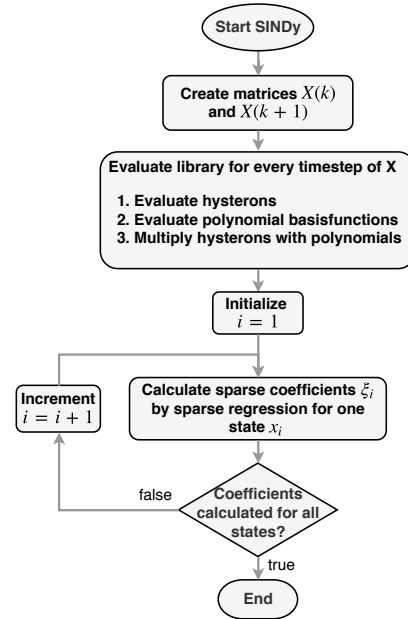 Start SINDy
Create matrices X(k)
and X(k + 1)
Evaluate library for every timestep of X
1. Evaluate hysterons
2. Evaluate polynomial basisfunctions
3. Multiply hysterons with polynomials
Initialize
i = 1
Increment
i = i + 1
Calculate sparse coefficients ξᵢ
by sparse regression for one
state xᵢ
false
Coefficients
calculated for all
states?
true
End